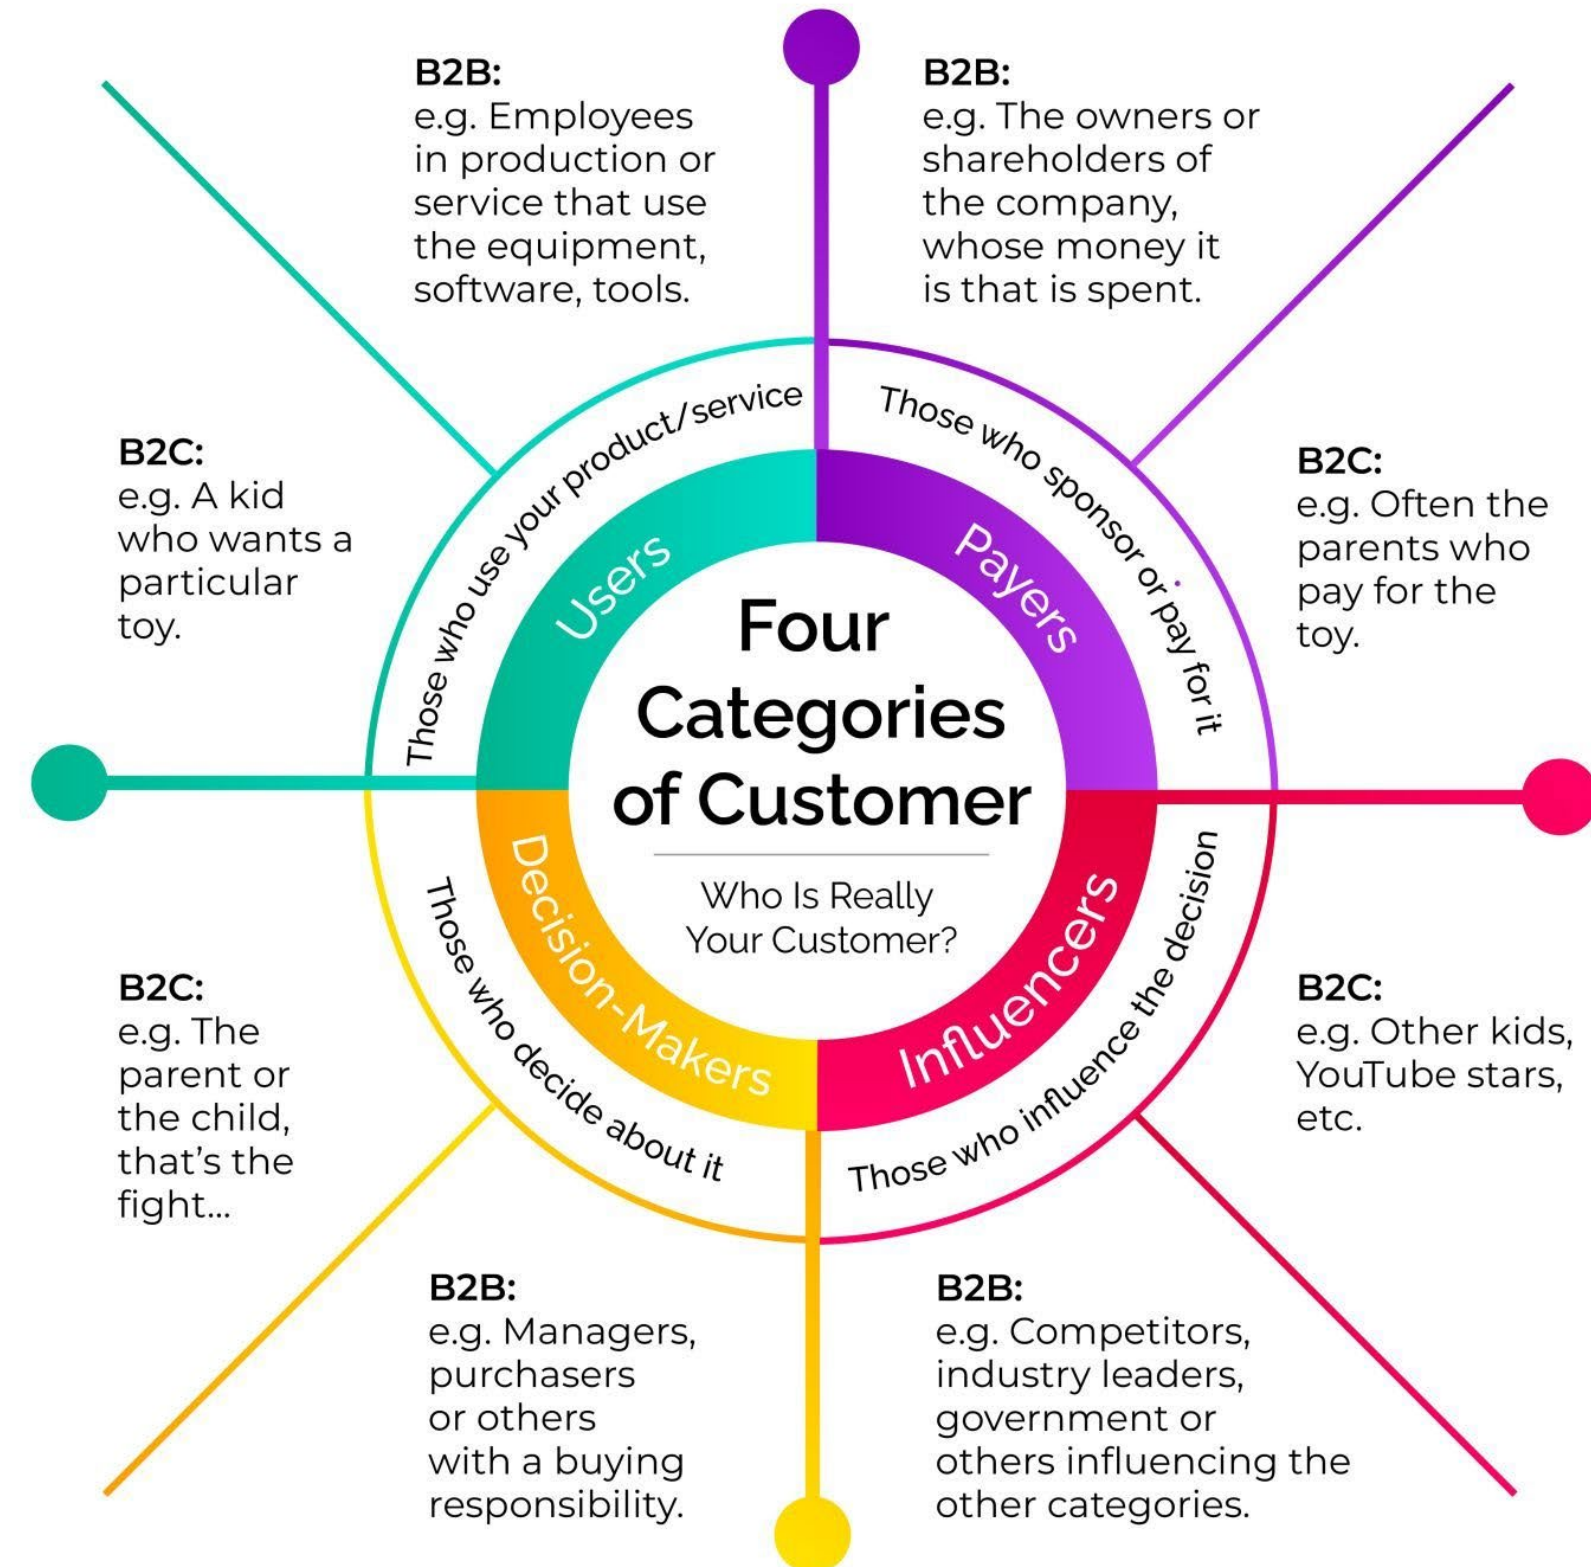 Four
Categories
of Customer
Who Is Really
Your Customer?
Users
Those who use your product/service
B2B:
e.g. Employees
in production or
service that use
the equipment,
software, tools.
B2C:
e.g. A kid
who wants a
particular
toy.
Payers
Those who sponsor or pay for it
B2B:
e.g. The owners or
shareholders of
the company,
whose money it
is that is spent.
B2C:
e.g. Often the
parents who
pay for the
toy.
Decision-Makers
Those who decide about it
B2C:
e.g. The
parent or
the child,
that’s the
fight...
B2B:
e.g. Managers,
purchasers
or others
with a buying
responsibility.
Influencers
Those who influence the decision
B2C:
e.g. Other kids,
YouTube stars,
etc.
B2B:
e.g. Competitors,
industry leaders,
government or
others influencing the
other categories.